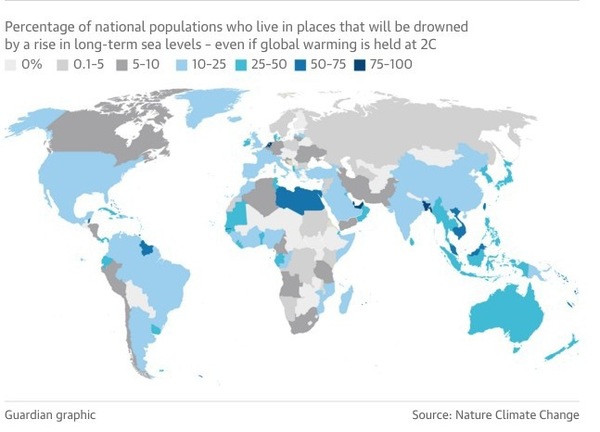 Percentage of national populations who live in places that will be drowned
by a rise in long-term sea levels – even if global warming is held at 2C
0% 0.1-5 5-10 10-25 25-50 50-75 75-100
Guardian graphic Source: Nature Climate Change